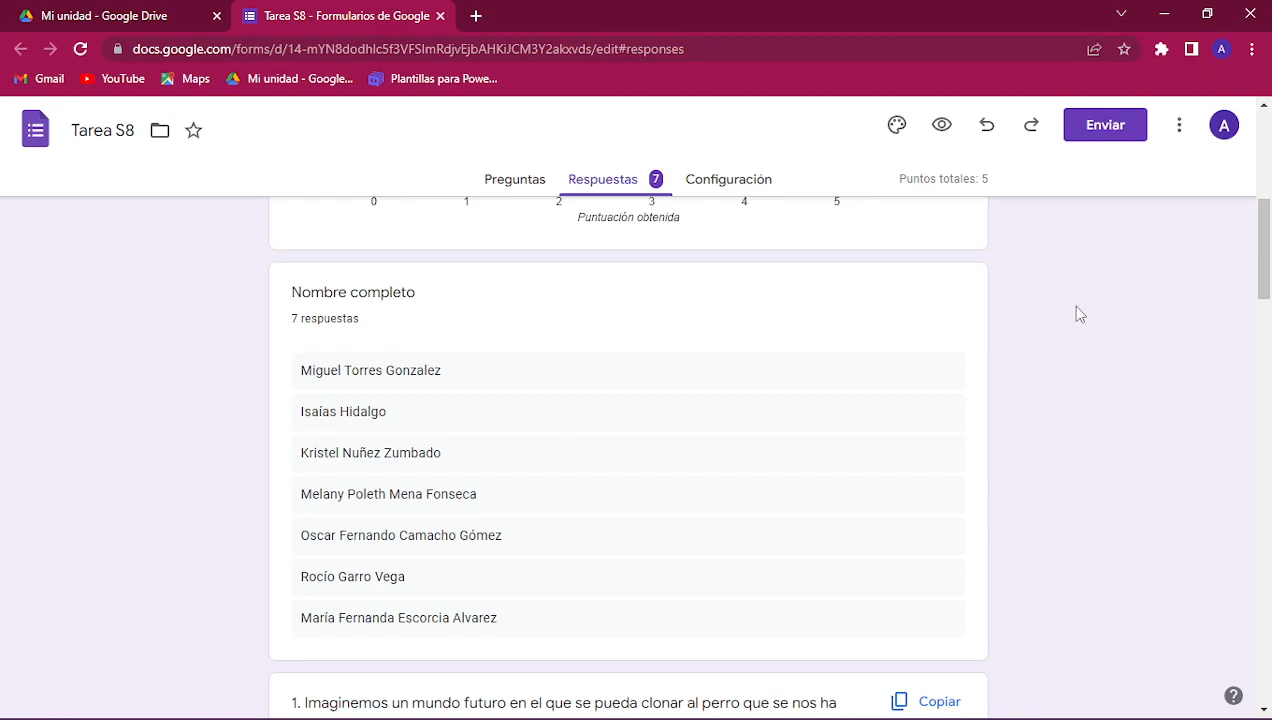 Mi unidad - Google Drive
Tarea S8 - Formularios de Google
docs.google.com/forms/d/14-mYN8dodhlc5f3VFSlmRdjvEjbAHKiJCM3Y2akxvds/edit#responses
A
Gmail
YouTube
Maps
Mi unidad - Google...
Plantillas para Powe...
Tarea S8
Enviar
A
Preguntas
Respuestas 7
Configuración
Puntos totales: 5
0 1 2 3 4 5
Puntuación obtenida
Nombre completo
7 respuestas
Miguel Torres Gonzalez
Isaías Hidalgo
Kristel Nuñez Zumbado
Melany Poleth Mena Fonseca
Oscar Fernando Camacho Gómez
Rocío Garro Vega
María Fernanda Escorcia Alvarez
1. Imaginemos un mundo futuro en el que se pueda clonar al perro que se nos ha
Copiar